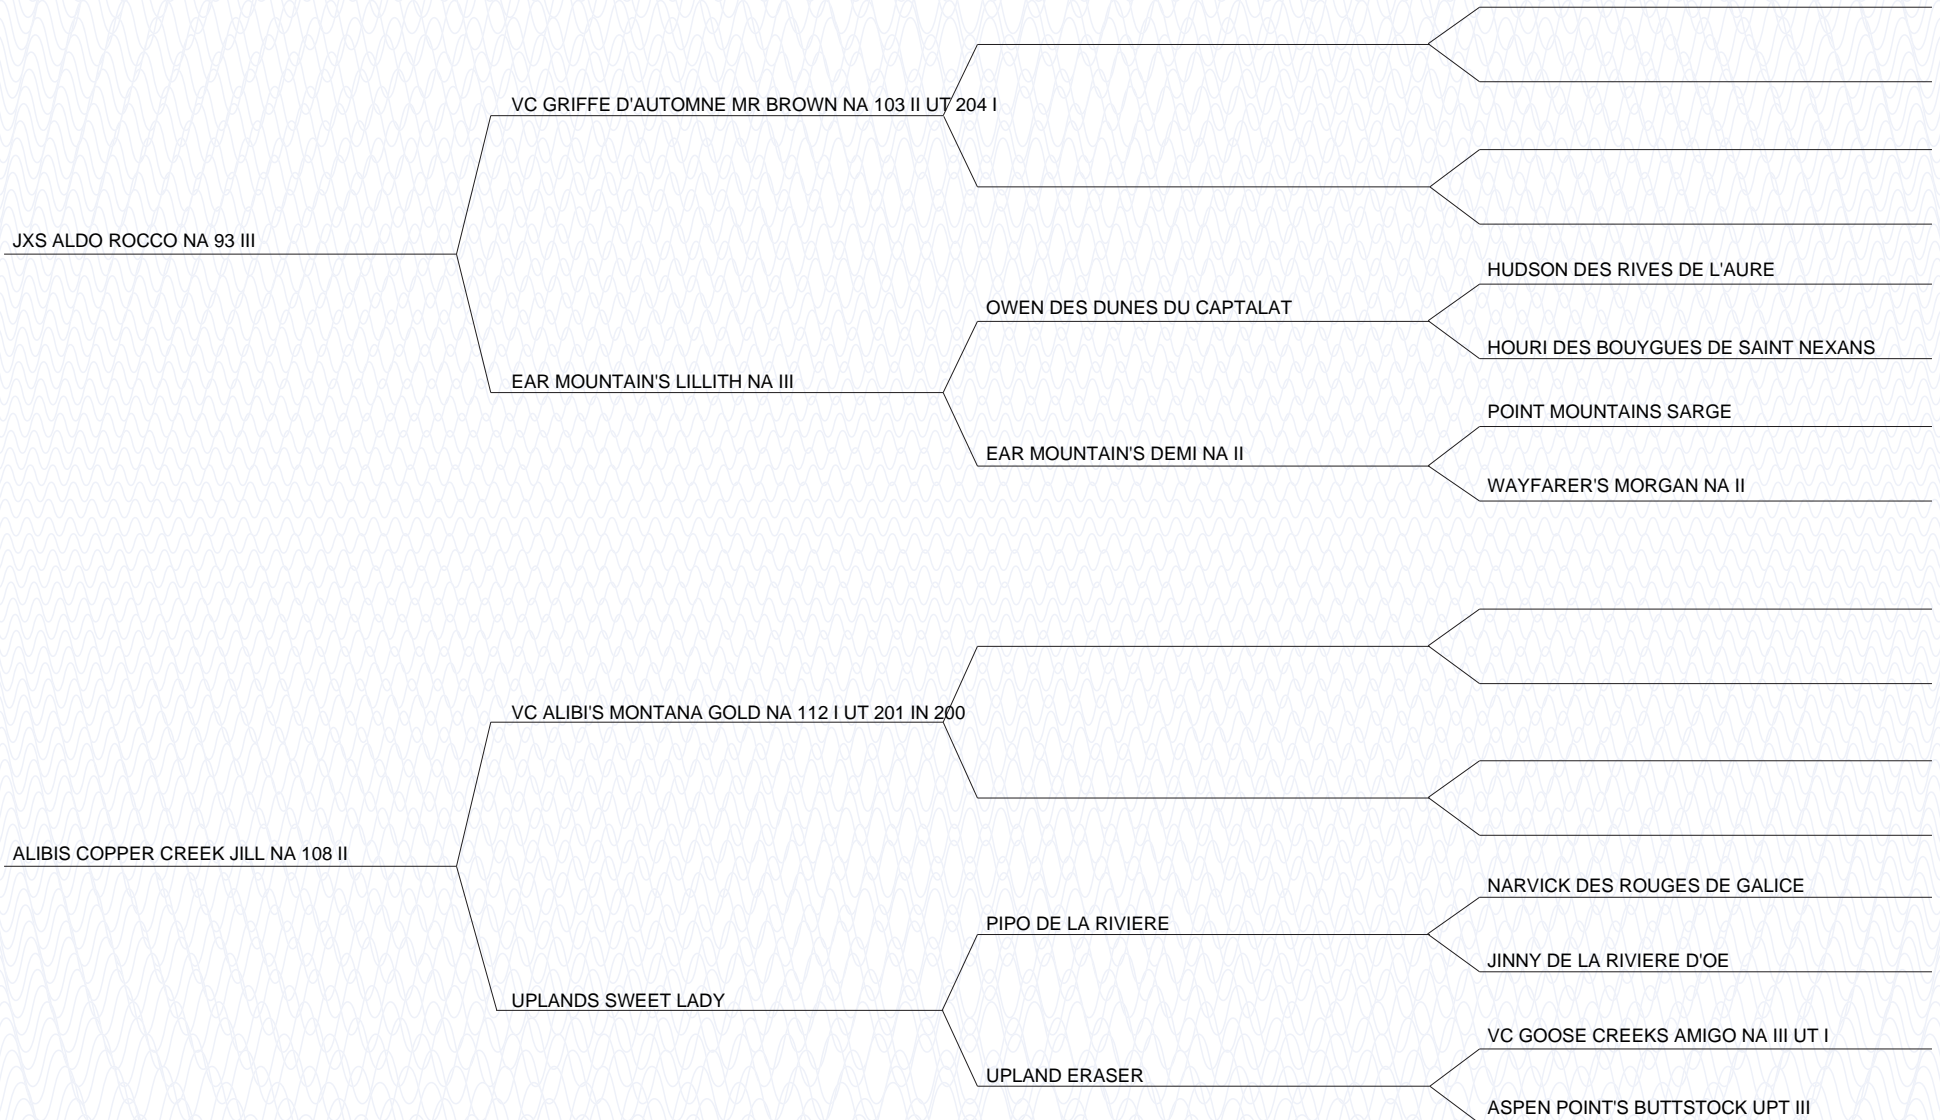 VC GRIFFE D'AUTOMNE MR BROWN NA 103 II UT 204 I
JXS ALDO ROCCO NA 93 III
HUDSON DES RIVES DE L'AURE
OWEN DES DUNES DU CAPTALAT
HOURI DES BOUYGUES DE SAINT NEXANS
EAR MOUNTAIN'S LILLITH NA III
POINT MOUNTAINS SARGE
EAR MOUNTAIN'S DEMI NA II
WAYFARER'S MORGAN NA II
VC ALIBI'S MONTANA GOLD NA 112 I UT 201 IN 200
ALIBIS COPPER CREEK JILL NA 108 II
NARVICK DES ROUGES DE GALICE
PIPO DE LA RIVIERE
JINNY DE LA RIVIERE D'OE
UPLANDS SWEET LADY
VC GOOSE CREEKS AMIGO NA III UT I
UPLAND ERASER
ASPEN POINT'S BUTTSTOCK UPT III